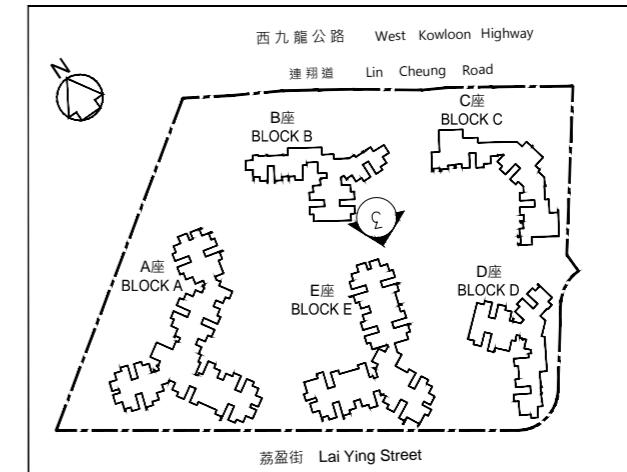 西九龍公路 West Kowloon Highway
連翔道 Lin Cheung Road
N
C座
BLOCK C
B座
BLOCK B
3
A座
BLOCK A
E座
BLOCK E
D座
BLOCK D
荔盈街 Lai Ying Street